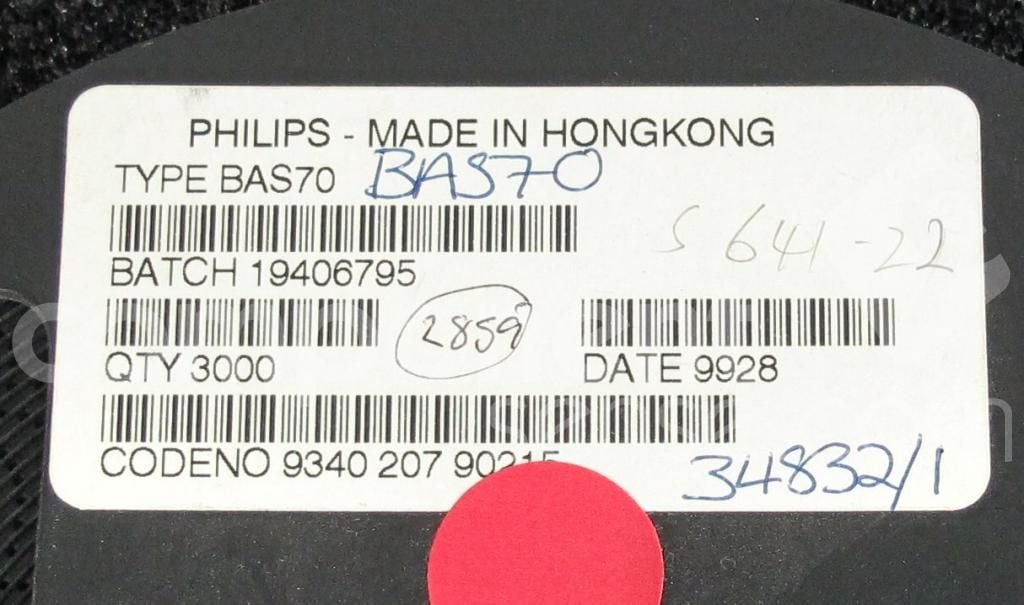 PHILIPS - MADE IN HONGKONG
TYPE BAS70 BAS70
S 641-22
BATCH 19406795
2859
QTY 3000 DATE 9928
CODENO 9340 207 90215
34832/1